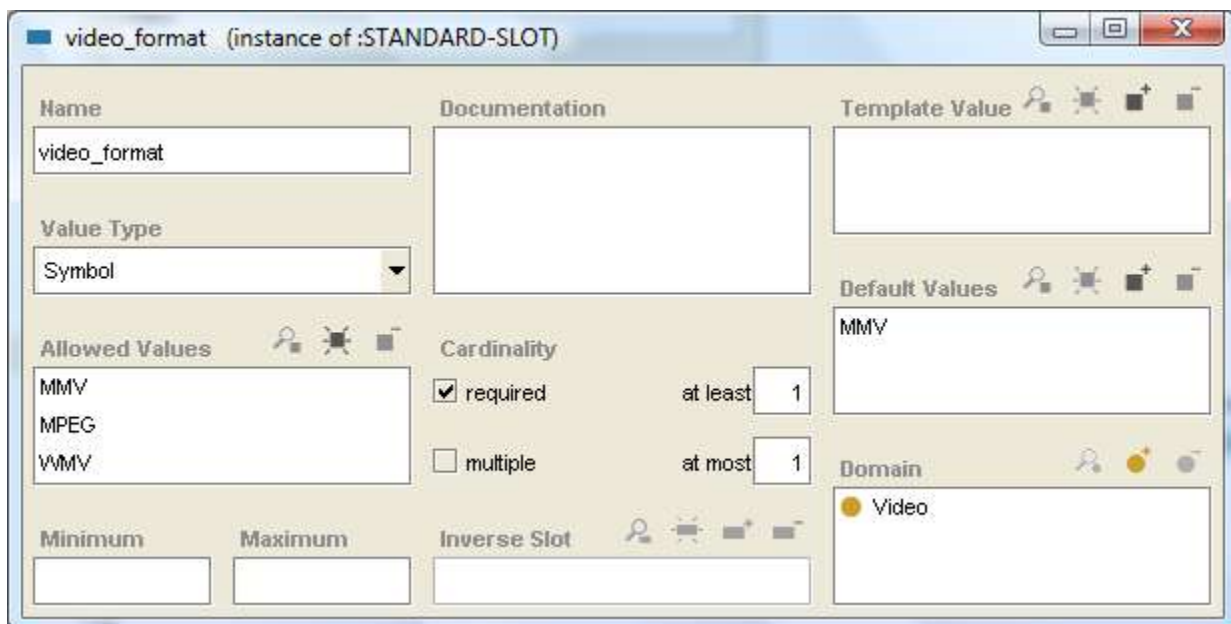 video_format (instance of :STANDARD-SLOT)
Name
video_format
Value Type
Symbol
Allowed Values
MMV
MPEG
WMV
Minimum
Maximum
Documentation
Cardinality
required at least 1
multiple at most 1
Inverse Slot
Template Value
Default Values
MMV
Domain
Video